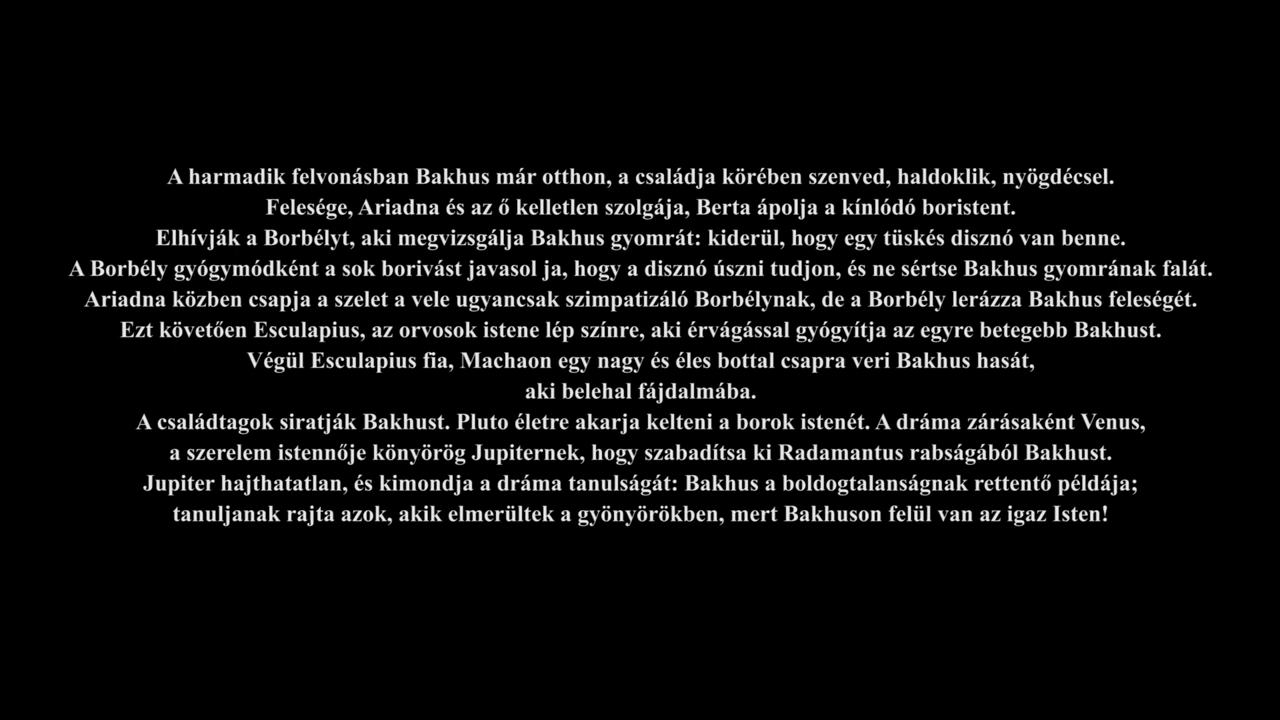 A harmadik felvonásban Bakhus már otthon, a családja körében szenved, haldoklik, nyögdécsel.
Felesége, Ariadna és az ő kelletlen szolgája, Berta ápolja a kínlódó boristent.
Elhívják a Borbélyt, aki megvizsgálja Bakhus gyomrát: kiderül, hogy egy tüskés disznó van benne.
A Borbély gyógymódként a sok borivást javasol ja, hogy a disznó úszni tudjon, és ne sértse Bakhus gyomrának falát.
Ariadna közben csapja a szelet a vele ugyancsak szimpatizáló Borbélynak, de a Borbély lerázza Bakhus feleségét.
Ezt követően Esculapius, az orvosok istene lép színre, aki érvágással gyógyítja az egyre betegebb Bakhust.
Végül Esculapius fia, Machaon egy nagy és éles bottal csapra veri Bakhus hasát,
aki belehal fájdalmába.
A családtagok siratják Bakhust. Pluto életre akarja kelteni a borok istenét. A dráma zárásaként Venus,
a szerelem istennője könyörög Jupiternek, hogy szabadítsa ki Radamantus rabságából Bakhust.
Jupiter hajthatatlan, és kimondja a dráma tanulságát: Bakhus a boldogtalanságnak rettentő példája;
tanuljanak rajta azok, akik elmerültek a gyönyörökben, mert Bakhuson felül van az igaz Isten!